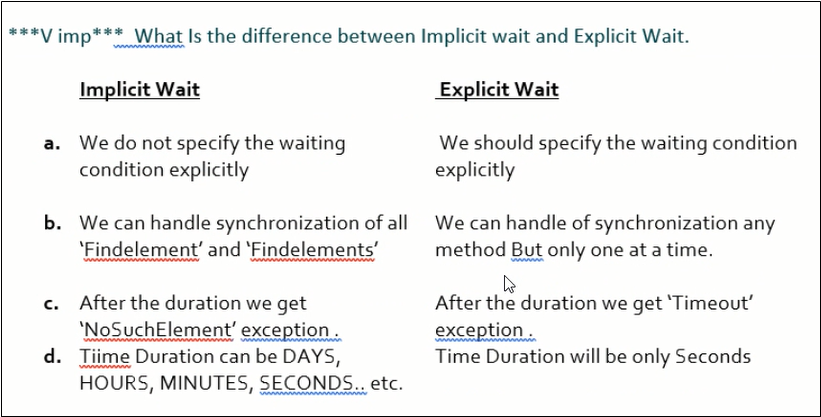 ***V imp*** What Is the difference between Implicit wait and Explicit Wait.
Implicit Wait Explicit Wait
a. We do not specify the waiting We should specify the waiting condition
condition explicitly explicitly
b. We can handle synchronization of all We can handle of synchronization any
‘Findelement’ and ‘Findelements’ method But only one at a time.
c. After the duration we get After the duration we get ‘Timeout’
‘NoSuchElement’ exception . exception .
d. Tiime Duration can be DAYS, Time Duration will be only Seconds
HOURS, MINUTES, SECONDS.. etc.